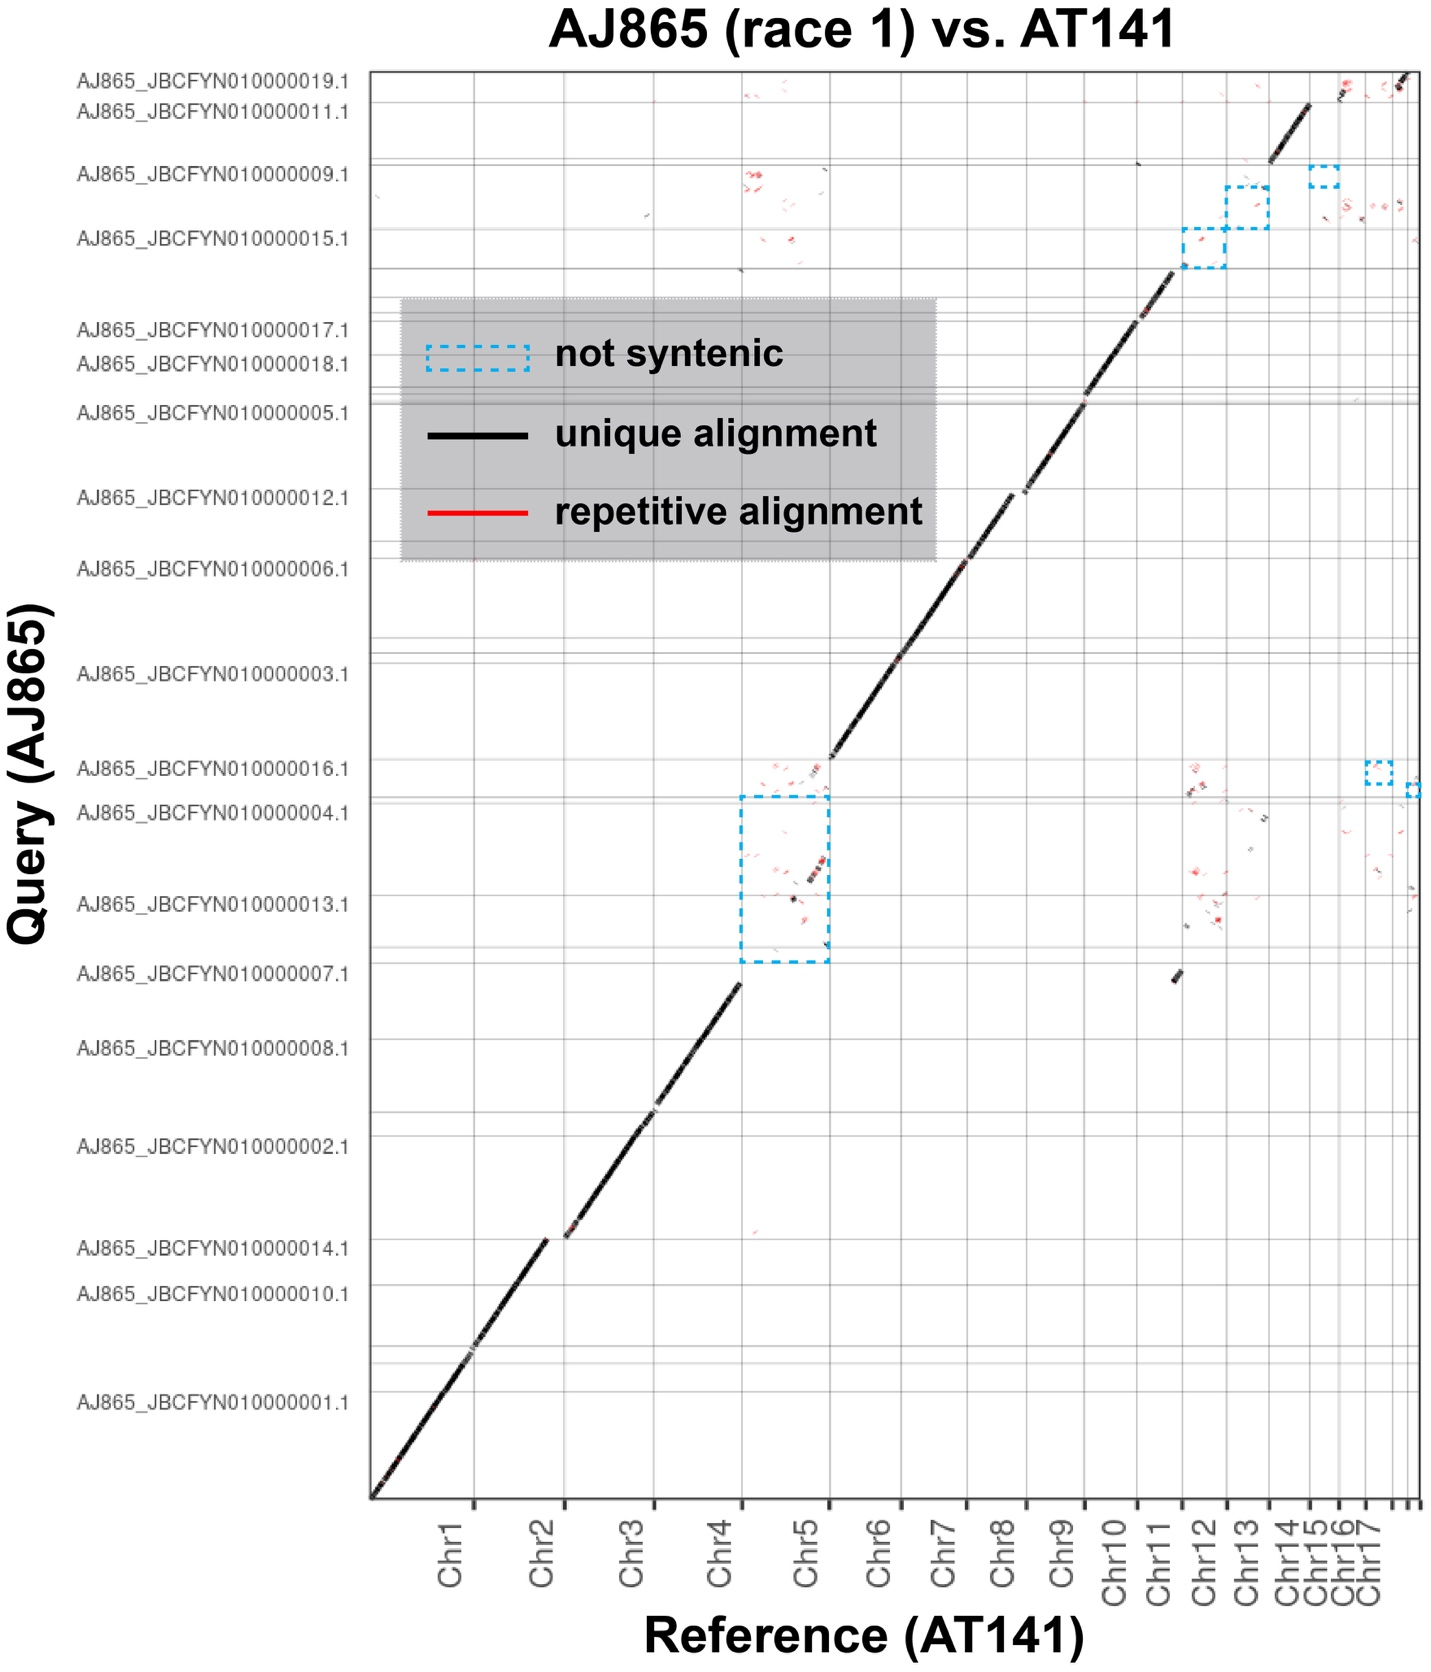 AJ865 (race 1) vs. AT141
AJ865_JBCFYN010000019.1
AJ865_JBCFYN010000011.1
AJ865_JBCFYN010000009.1
AJ865_JBCFYN010000015.1
AJ865_JBCFYN010000017.1
AJ865_JBCFYN010000018.1
AJ865_JBCFYN010000005.1
AJ865_JBCFYN010000012.1
AJ865_JBCFYN010000006.1
AJ865_JBCFYN010000003.1
AJ865_JBCFYN010000016.1
AJ865_JBCFYN010000004.1
AJ865_JBCFYN010000013.1
AJ865_JBCFYN010000007.1
AJ865_JBCFYN010000008.1
AJ865_JBCFYN010000002.1
AJ865_JBCFYN010000014.1
AJ865_JBCFYN010000010.1
AJ865_JBCFYN010000001.1
not syntenic
unique alignment
repetitive alignment
Query (AJ865)
Chr1
Chr2
Chr3
Chr4
Chr5
Chr6
Chr7
Chr8
Chr9
Chr10
Chr11
Chr12
Chr13
Chr14
Chr15
Chr16
Chr17
Reference (AT141)